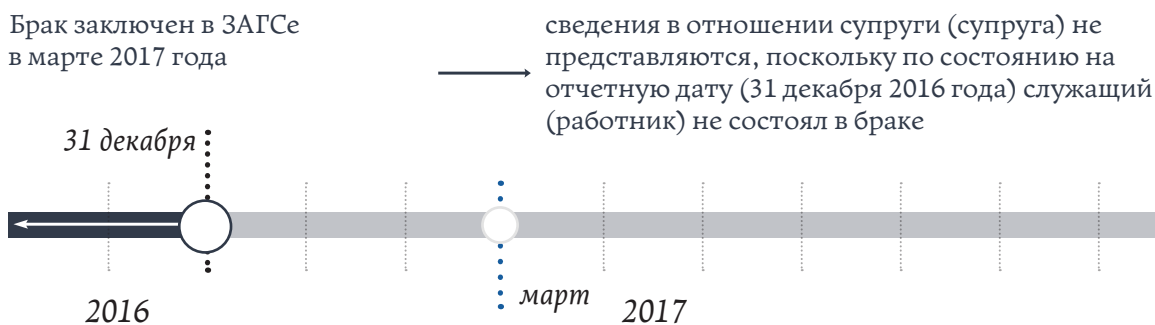 Брак заключен в ЗАГСе
в марте 2017 года
сведения в отношении супруги (супруга) не
представляются, поскольку по состоянию на
отчетную дату (31 декабря 2016 года) служащий
(работник) не состоял в браке
31 декабря
март
2016
2017